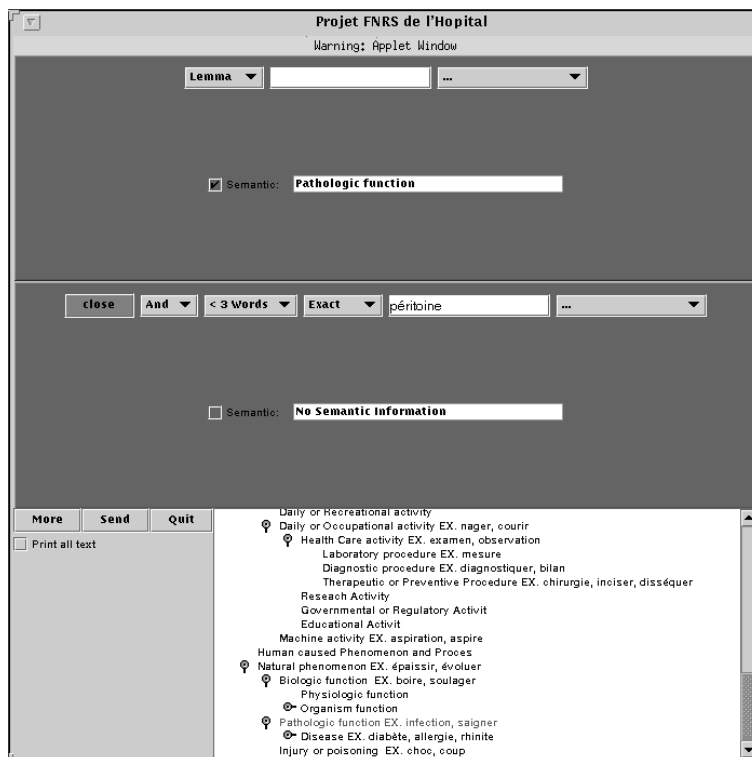 Projet FNRS de l'Hopital
Warning: Applet Window
Lemma ...
Semantic: Pathologic function
close And < 3 Words Exact péritoine ...
Semantic: No Semantic Information
More Send Quit
Print all text
Daily or Recreational activity
Daily or Occupational activity EX. nager, courir
Health Care activity EX. examen, observation
Laboratory procedure EX. mesure
Diagnostic procedure EX. diagnostiquer, bilan
Therapeutic or Preventive Procedure EX. chirurgie, inciser, disséquer
Reseach Activity
Governmental or Regulatory Activit
Educational Activit
Machine activity EX. aspiration, aspire
Human caused Phenomenon and Proces
Natural phenomenon EX. épaissir, évoluer
Biologic function EX. boire, soulager
Physiologic function
Organism function
Pathologic function EX. infection, saigner
Disease EX. diabète, allergie, rhinite
Injury or poisoning EX. choc, coup